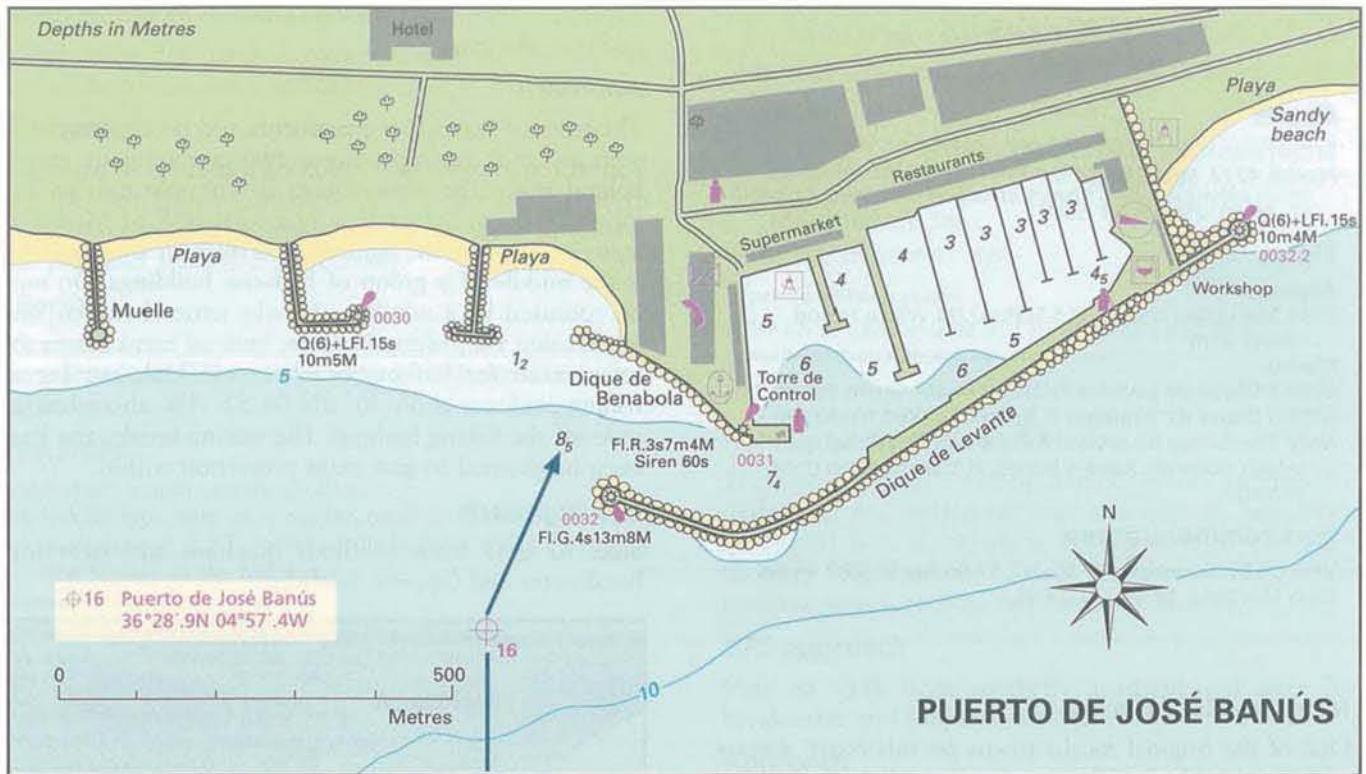 Depths in Metres
Hotel
Playa
Sandy
beach
Restaurants
Supermarket
Q(6)+LFl.15s
10m4M
0032·2
Workshop
Playa
Playa
Muelle
0030
Q(6)+LFl.15s
10m5M
5
1₂
Dique de
Benabola
Torre de
Control
5
4
4
3
3
3
3
3
4₅
5
6
5
6
8₅
Fl.R.3s7m4M
Siren 60s
0031
7₄
Dique de Levante
0032
Fl.G.4s13m8M
N
16 Puerto de José Banús
36°28´.9N 04°57´.4W
16
0 500
Metres
10
PUERTO DE JOSÉ BANÚS